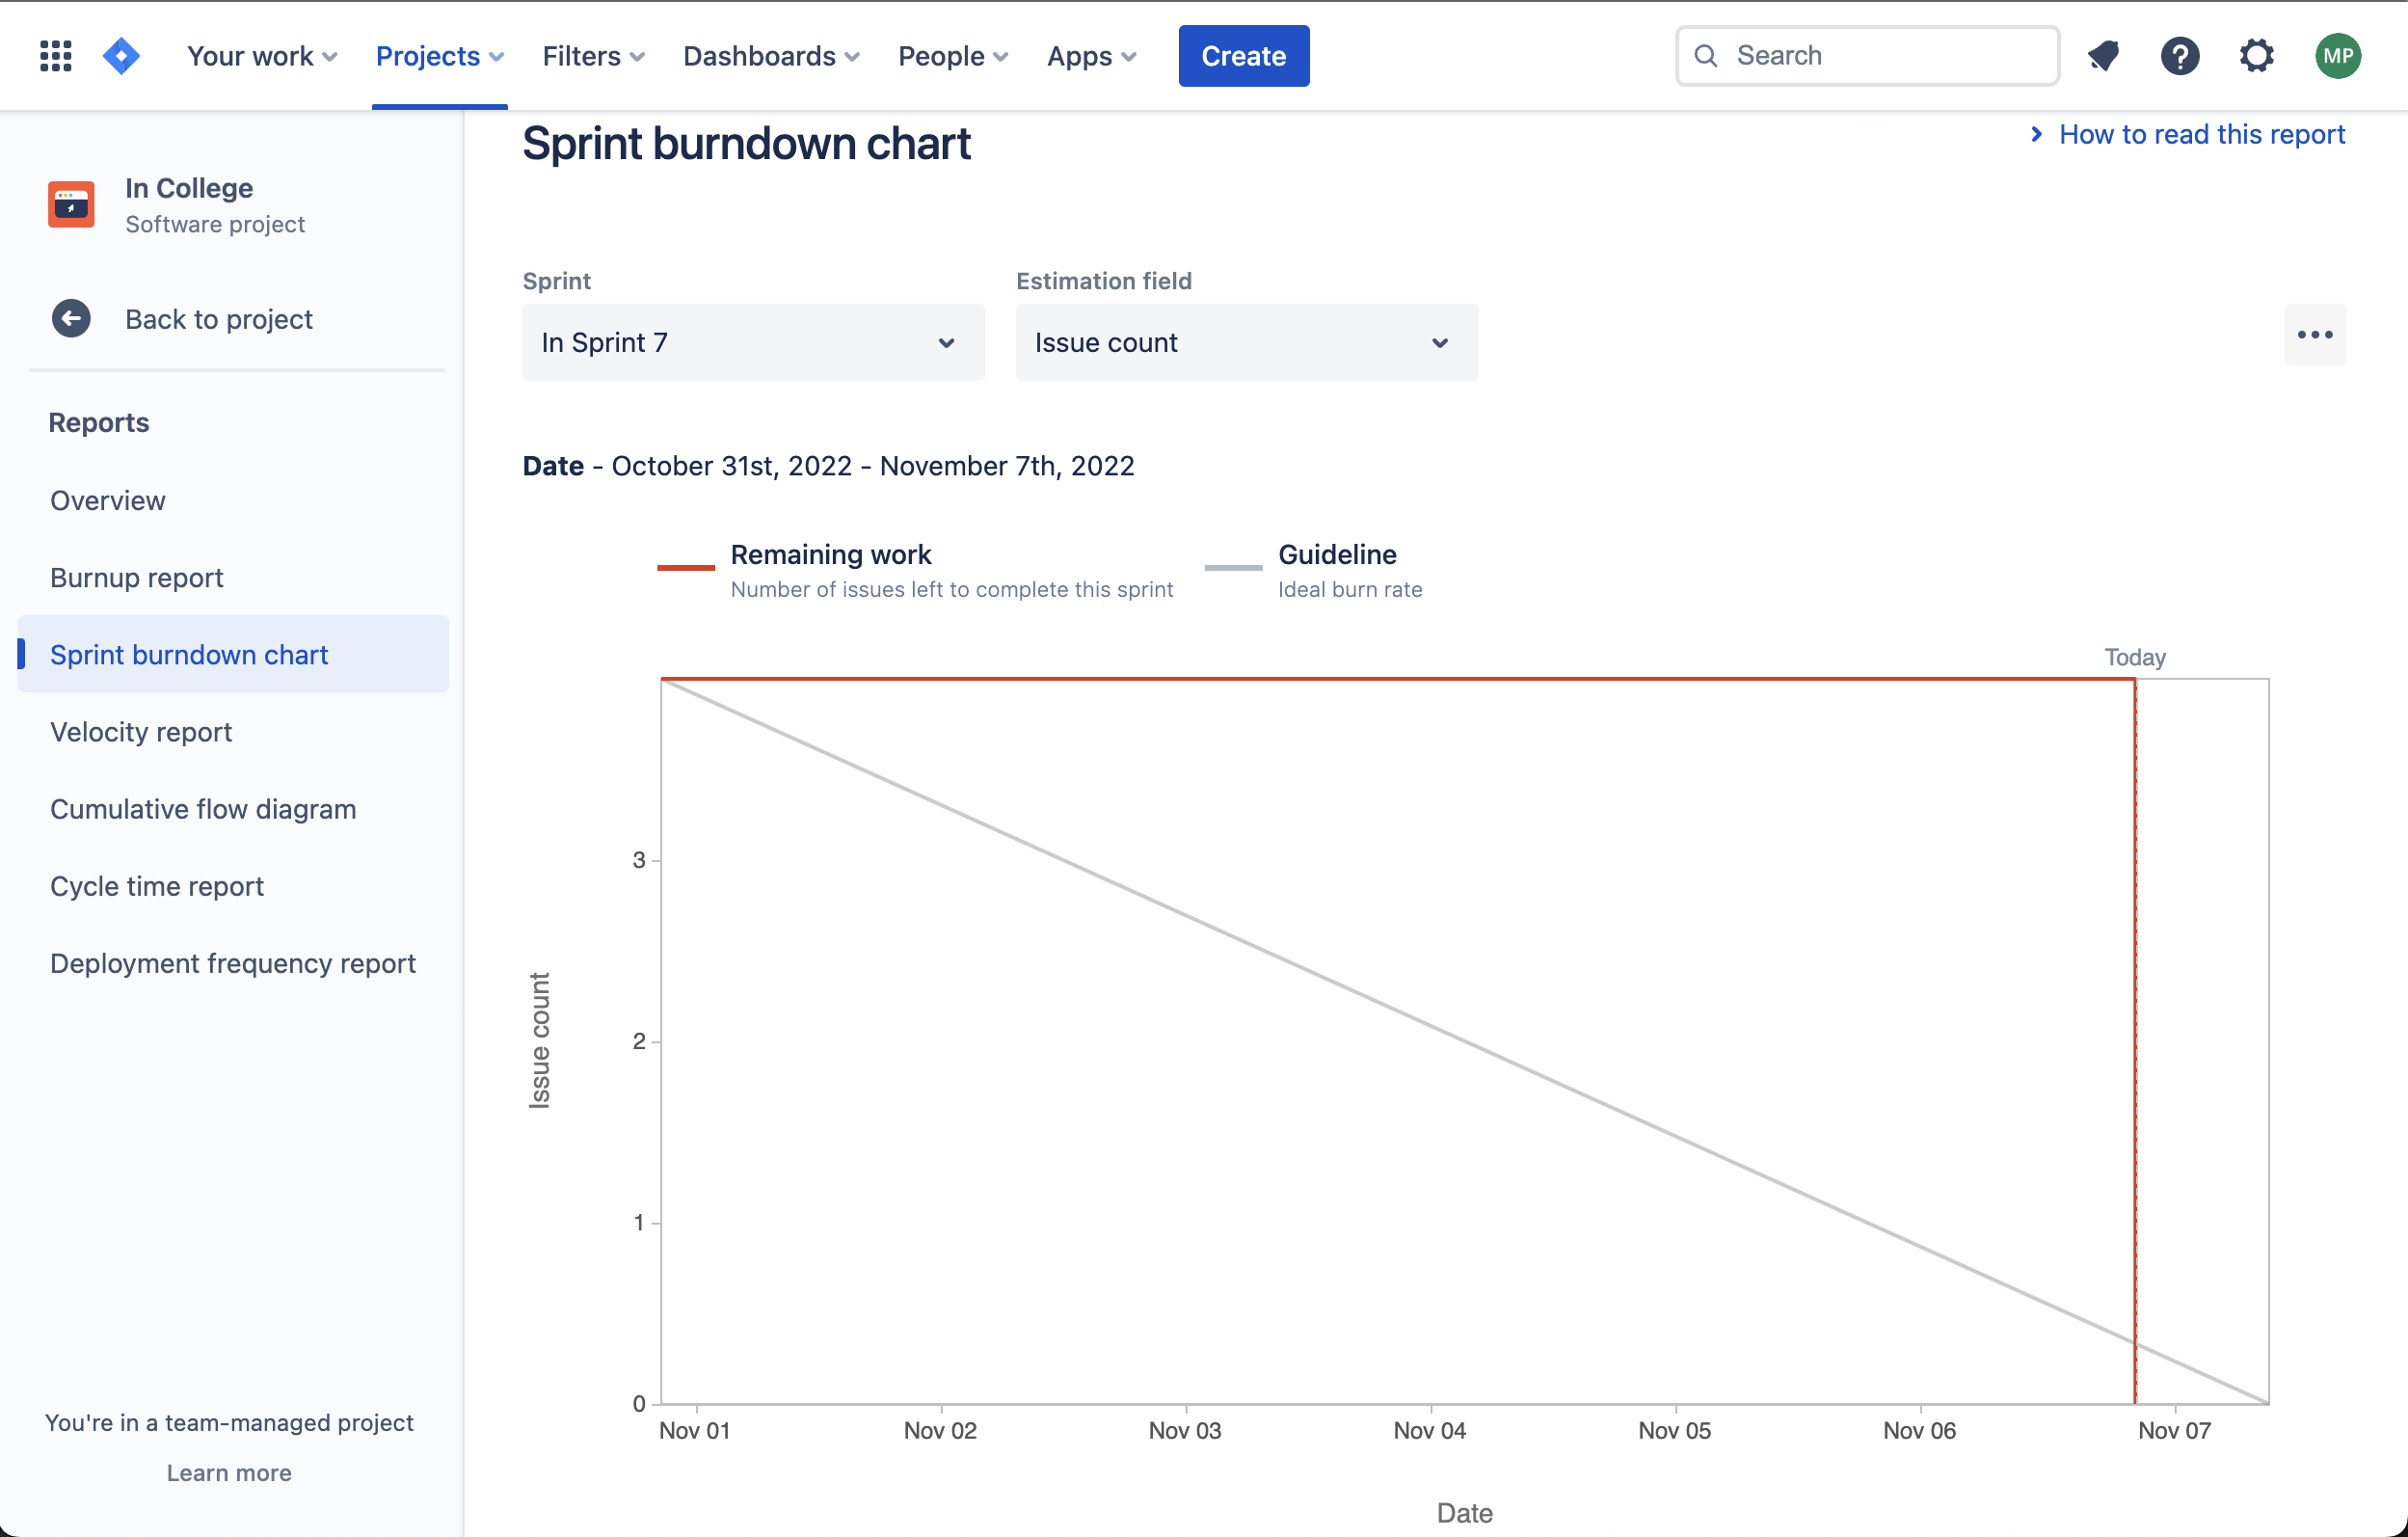 Your work
Projects
Filters
Dashboards
People
Apps
Create
Search
MP
In College
Software project
Back to project
Reports
Overview
Burnup report
Sprint burndown chart
Velocity report
Cumulative flow diagram
Cycle time report
Deployment frequency report
You're in a team-managed project
Learn more
Sprint burndown chart
How to read this report
Sprint
Estimation field
In Sprint 7
Issue count
Date - October 31st, 2022 - November 7th, 2022
Remaining work
Number of issues left to complete this sprint
Guideline
Ideal burn rate
Today
Issue count
3
2
1
0
Nov 01
Nov 02
Nov 03
Nov 04
Nov 05
Nov 06
Nov 07
Date